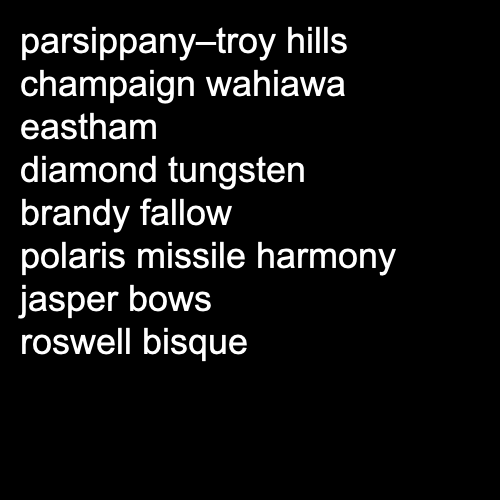 parsippany–troy hills
champaign wahiawa
eastham
diamond tungsten
brandy fallow
polaris missile harmony
jasper bows
roswell bisque